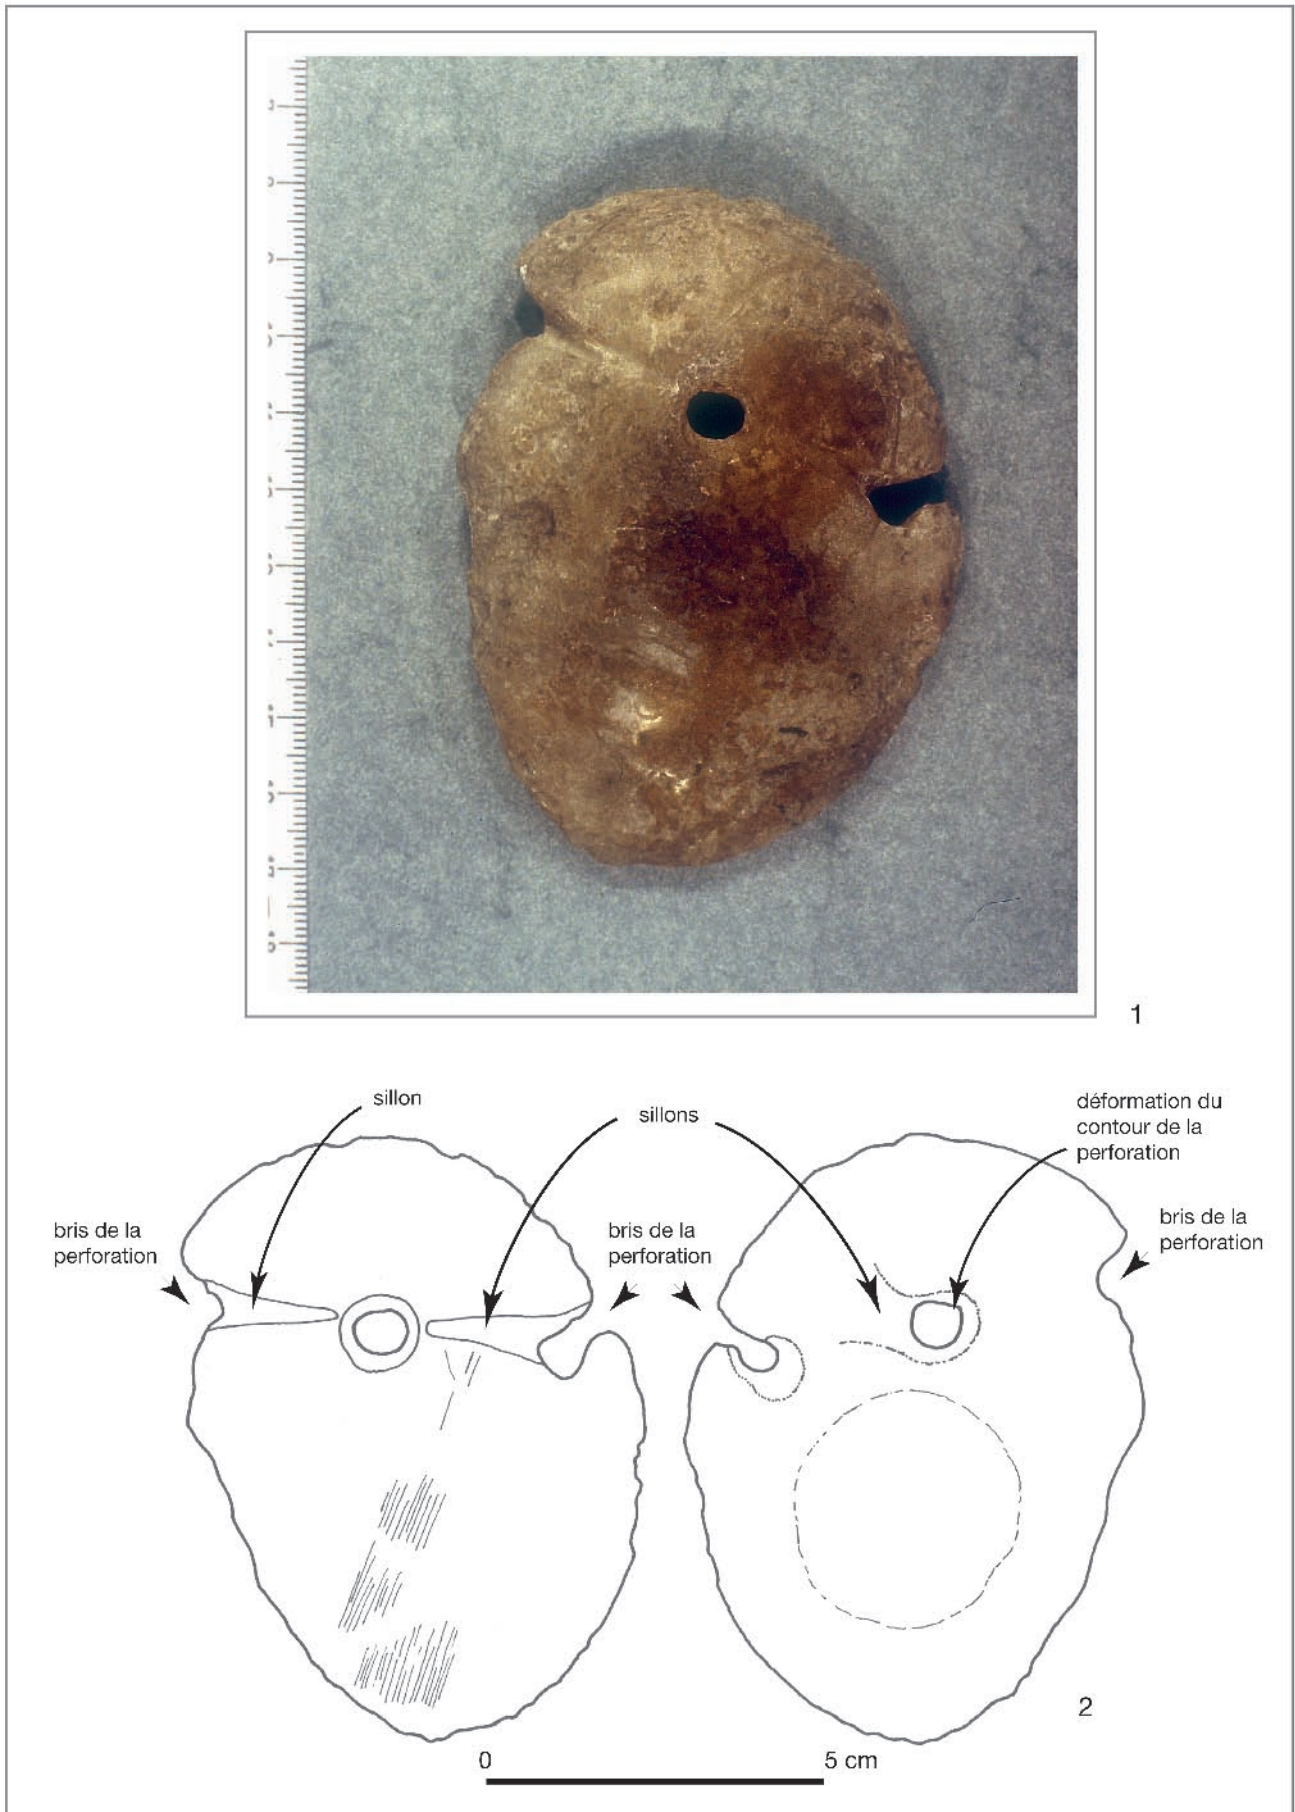 1
sillon
sillons
déformation du
contour de la
perforation
bris de la
perforation
bris de la
perforation
bris de la
perforation
2
0 5 cm